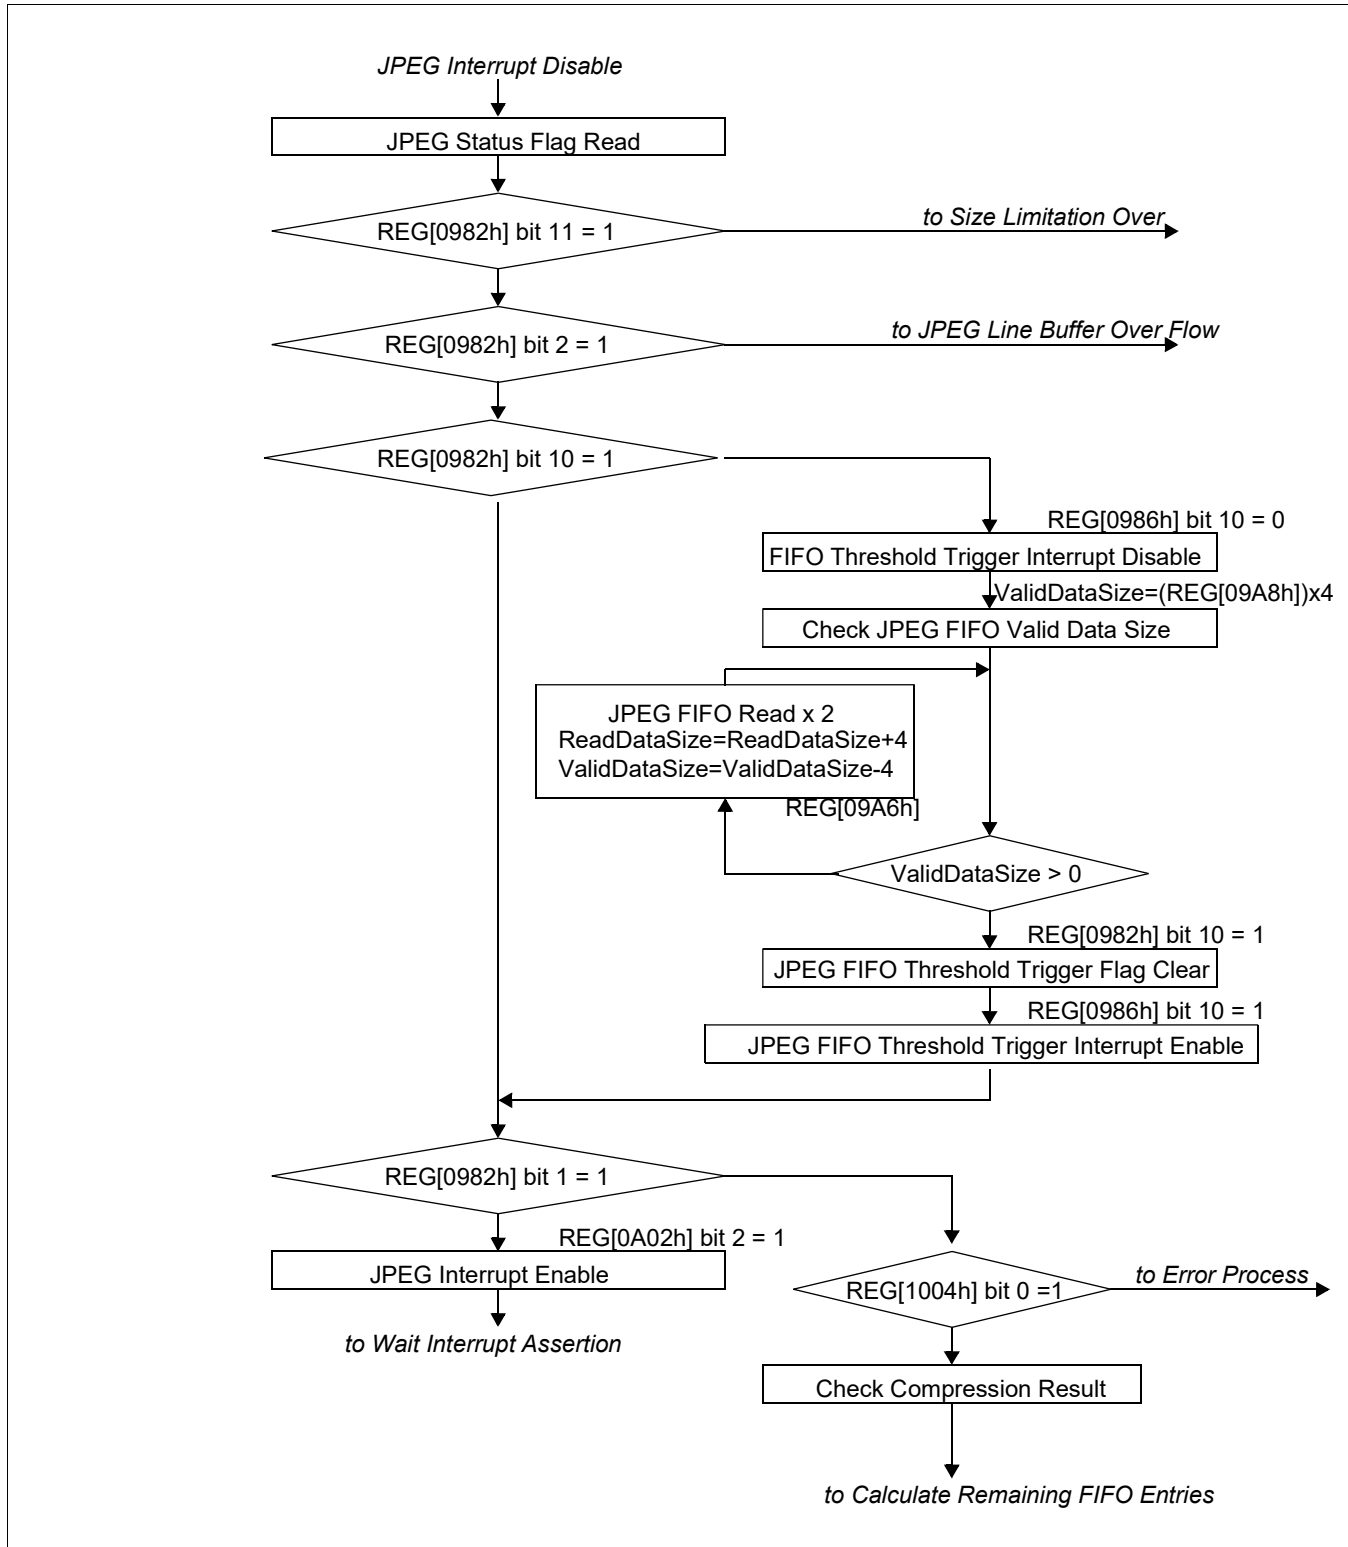 JPEG Interrupt Disable
JPEG Status Flag Read
REG[0982h] bit 11 = 1
to Size Limitation Over
REG[0982h] bit 2 = 1
to JPEG Line Buffer Over Flow
REG[0982h] bit 10 = 1
REG[0986h] bit 10 = 0
FIFO Threshold Trigger Interrupt Disable
ValidDataSize=(REG[09A8h])x4
Check JPEG FIFO Valid Data Size
JPEG FIFO Read x 2
ReadDataSize=ReadDataSize+4
ValidDataSize=ValidDataSize-4
REG[09A6h]
ValidDataSize > 0
REG[0982h] bit 10 = 1
JPEG FIFO Threshold Trigger Flag Clear
REG[0986h] bit 10 = 1
JPEG FIFO Threshold Trigger Interrupt Enable
REG[0982h] bit 1 = 1
REG[0A02h] bit 2 = 1
JPEG Interrupt Enable
to Wait Interrupt Assertion
REG[1004h] bit 0 =1
to Error Process
Check Compression Result
to Calculate Remaining FIFO Entries